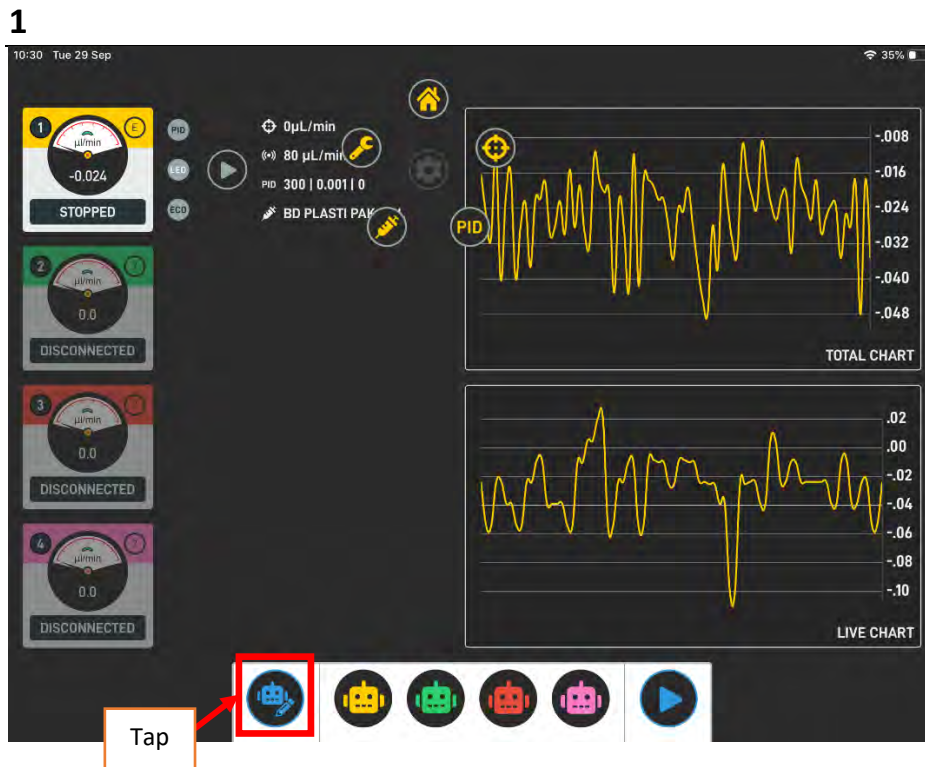 1
10:30 Tue 29 Sep
35%
1
E
µl/min
-0.024
STOPPED
PID
LED
ECO
0µL/min
80 µL/min
PID 300 | 0.001 | 0
BD PLASTI PAK
PID
-.008
-.016
-.024
-.032
-.040
-.048
TOTAL CHART
2
µl/min
0.0
DISCONNECTED
3
µl/min
0.0
DISCONNECTED
.02
.00
-.02
-.04
-.06
-.08
-.10
LIVE CHART
4
µl/min
0.0
DISCONNECTED
Tap